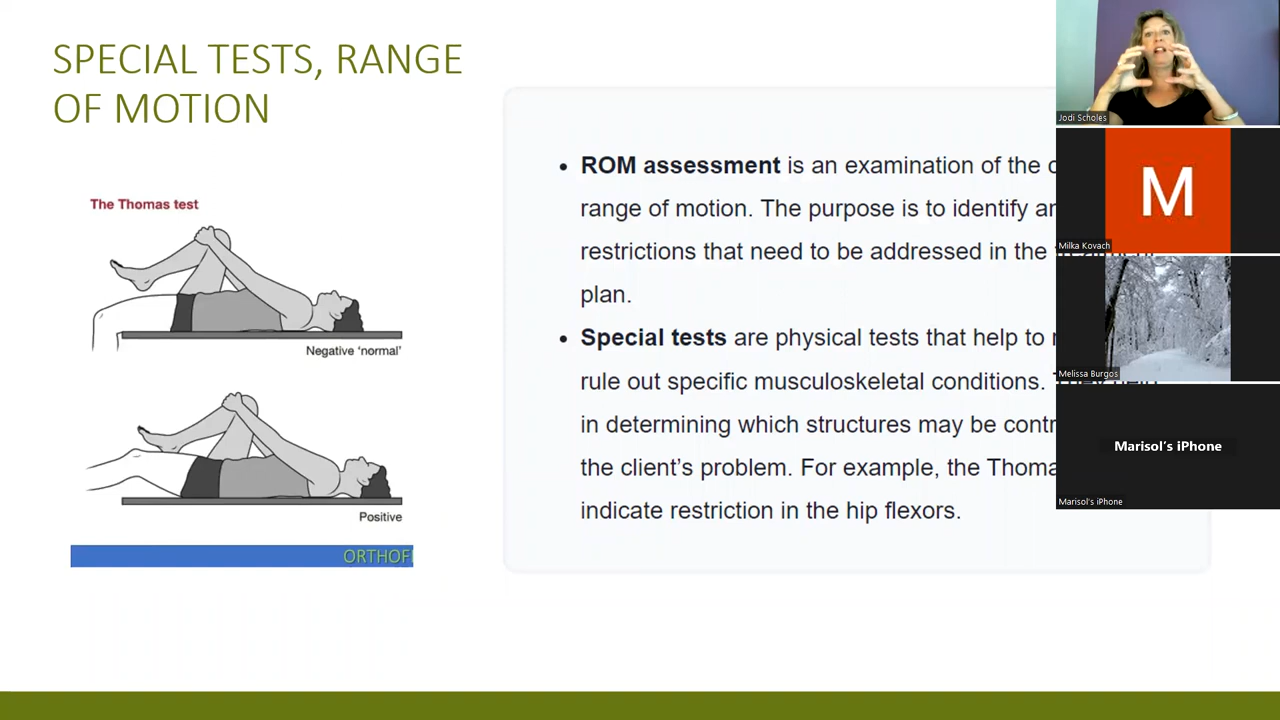 SPECIAL TESTS, RANGE
OF MOTION
The Thomas test
Negative ‘normal’
Positive
ORTHOF
• ROM assessment is an examination of the
range of motion. The purpose is to identify
restrictions that need to be addressed in the treatment
plan.
• Special tests are physical tests that help to
rule out specific musculoskeletal conditions. They help
in determining which structures may be
the client’s problem. For example, the
indicate restriction in the hip flexors.
Jodi Scholes
M
Milka Kovach
Melissa Burgos
Marisol’s iPhone
Marisol's iPhone